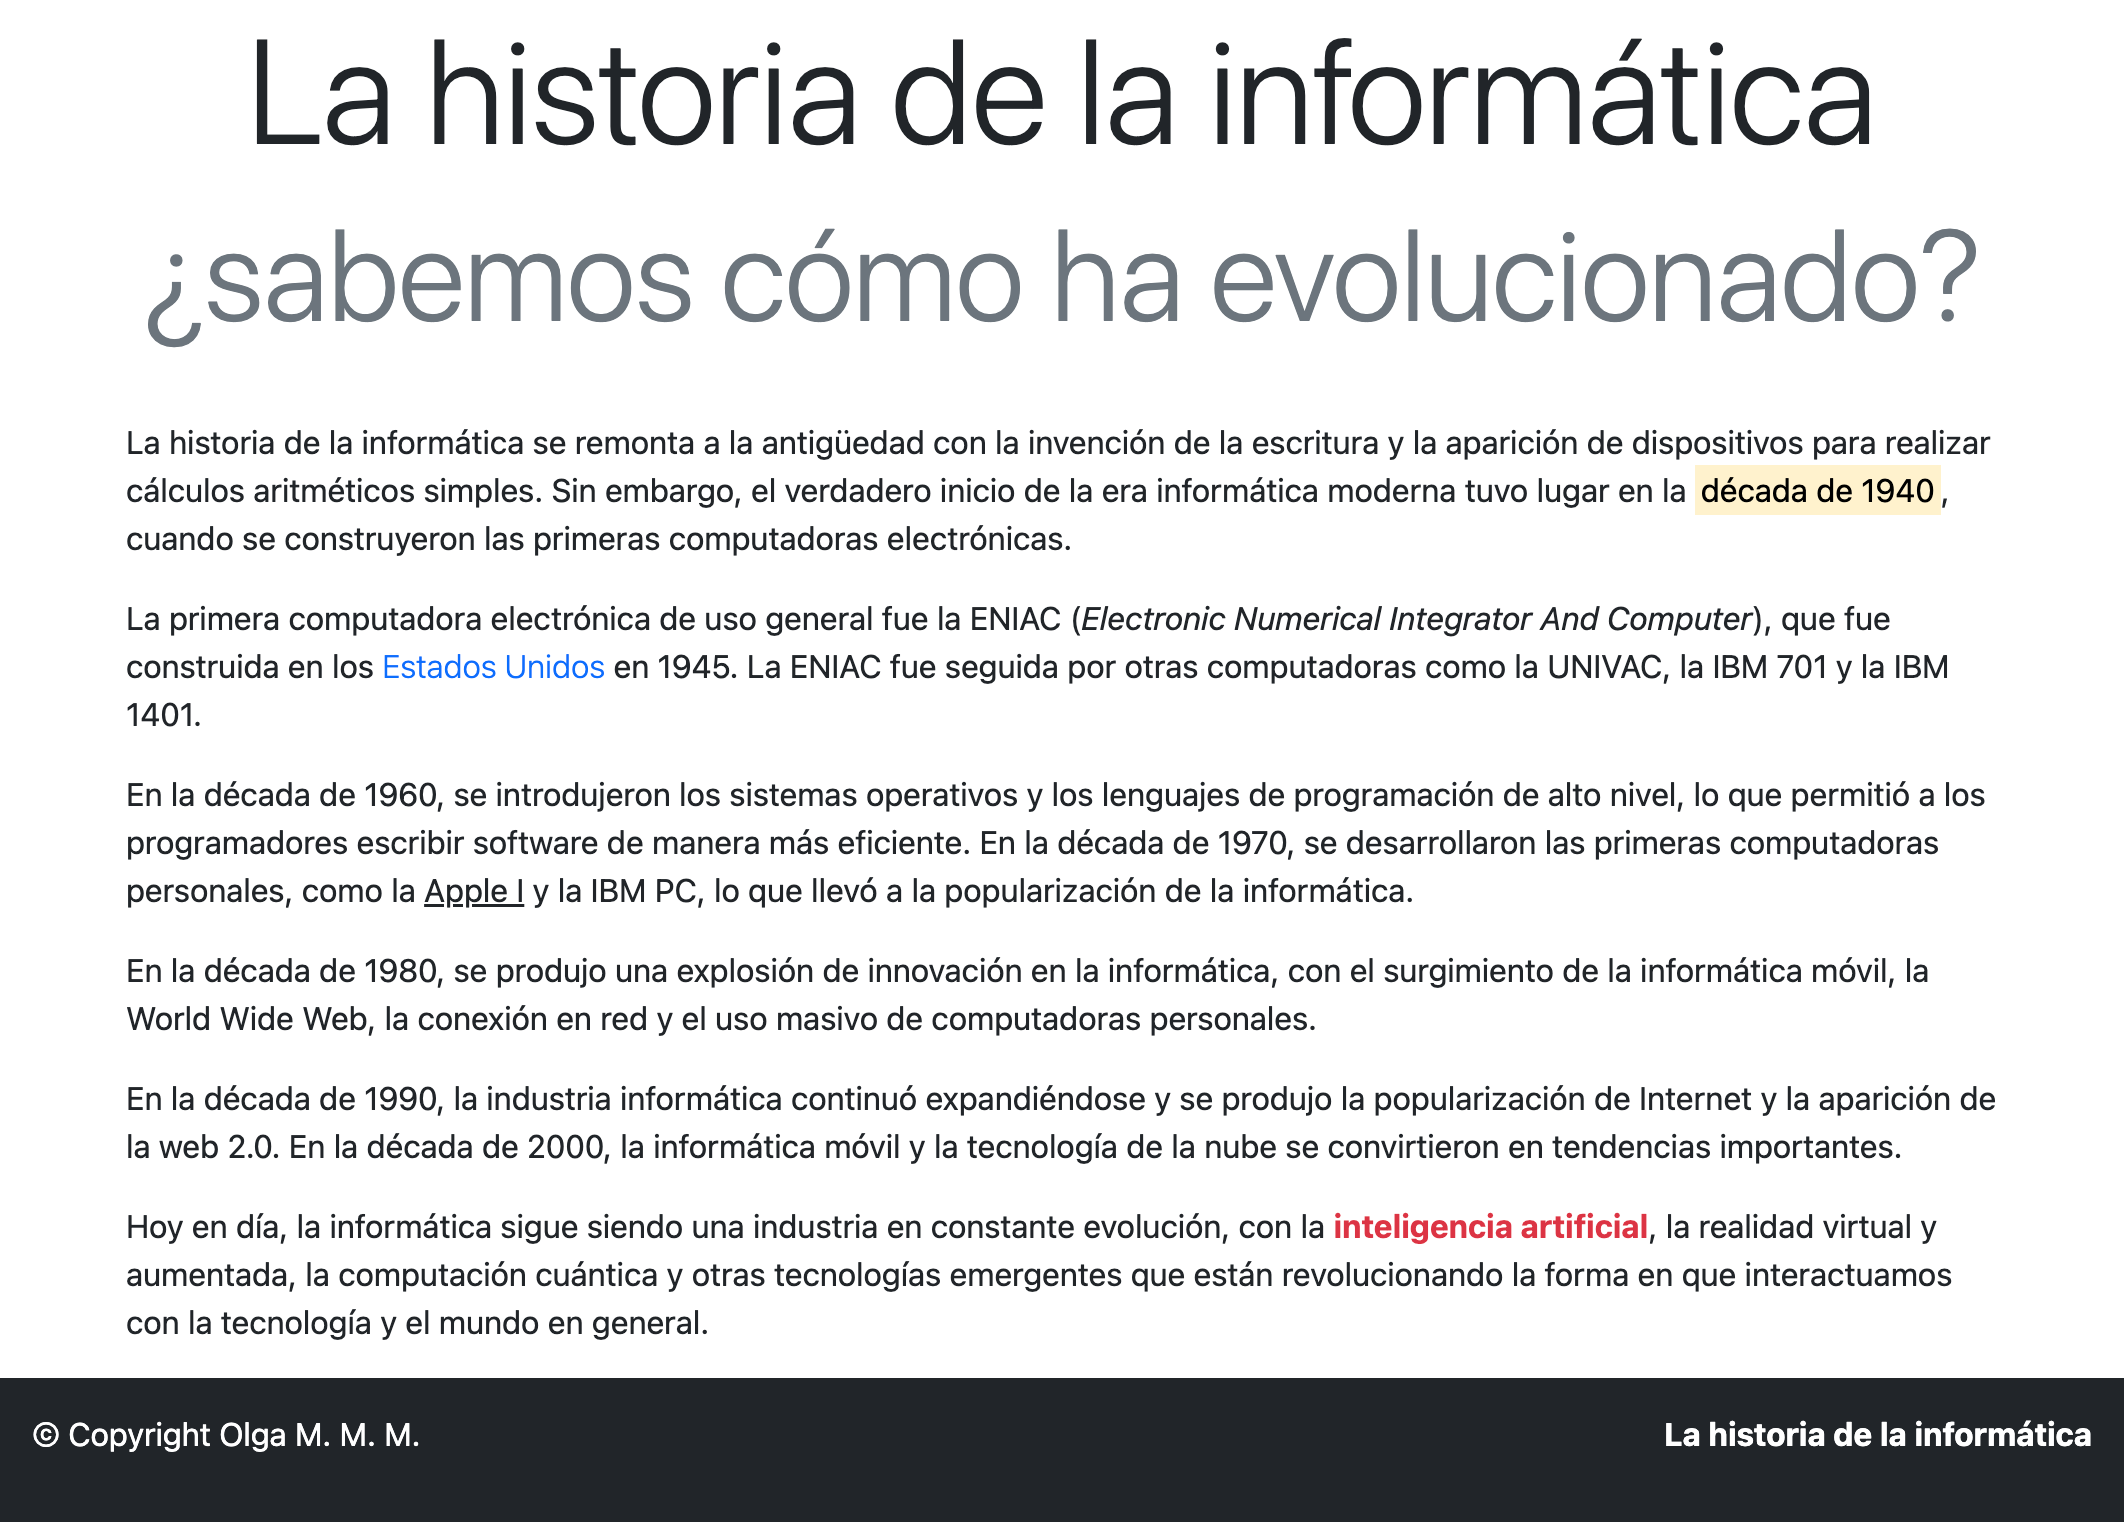 La historia de la informática
¿sabemos cómo ha evolucionado?
La historia de la informática se remonta a la antigüedad con la invención de la escritura y la aparición de dispositivos para realizar
cálculos aritméticos simples. Sin embargo, el verdadero inicio de la era informática moderna tuvo lugar en la década de 1940,
cuando se construyeron las primeras computadoras electrónicas.
La primera computadora electrónica de uso general fue la ENIAC (Electronic Numerical Integrator And Computer), que fue
construida en los Estados Unidos en 1945. La ENIAC fue seguida por otras computadoras como la UNIVAC, la IBM 701 y la IBM
1401.
En la década de 1960, se introdujeron los sistemas operativos y los lenguajes de programación de alto nivel, lo que permitió a los
programadores escribir software de manera más eficiente. En la década de 1970, se desarrollaron las primeras computadoras
personales, como la Apple I y la IBM PC, lo que llevó a la popularización de la informática.
En la década de 1980, se produjo una explosión de innovación en la informática, con el surgimiento de la informática móvil, la
World Wide Web, la conexión en red y el uso masivo de computadoras personales.
En la década de 1990, la industria informática continuó expandiéndose y se produjo la popularización de Internet y la aparición de
la web 2.0. En la década de 2000, la informática móvil y la tecnología de la nube se convirtieron en tendencias importantes.
Hoy en día, la informática sigue siendo una industria en constante evolución, con la inteligencia artificial, la realidad virtual y
aumentada, la computación cuántica y otras tecnologías emergentes que están revolucionando la forma en que interactuamos
con la tecnología y el mundo en general.
© Copyright Olga M. M. M.
La historia de la informática